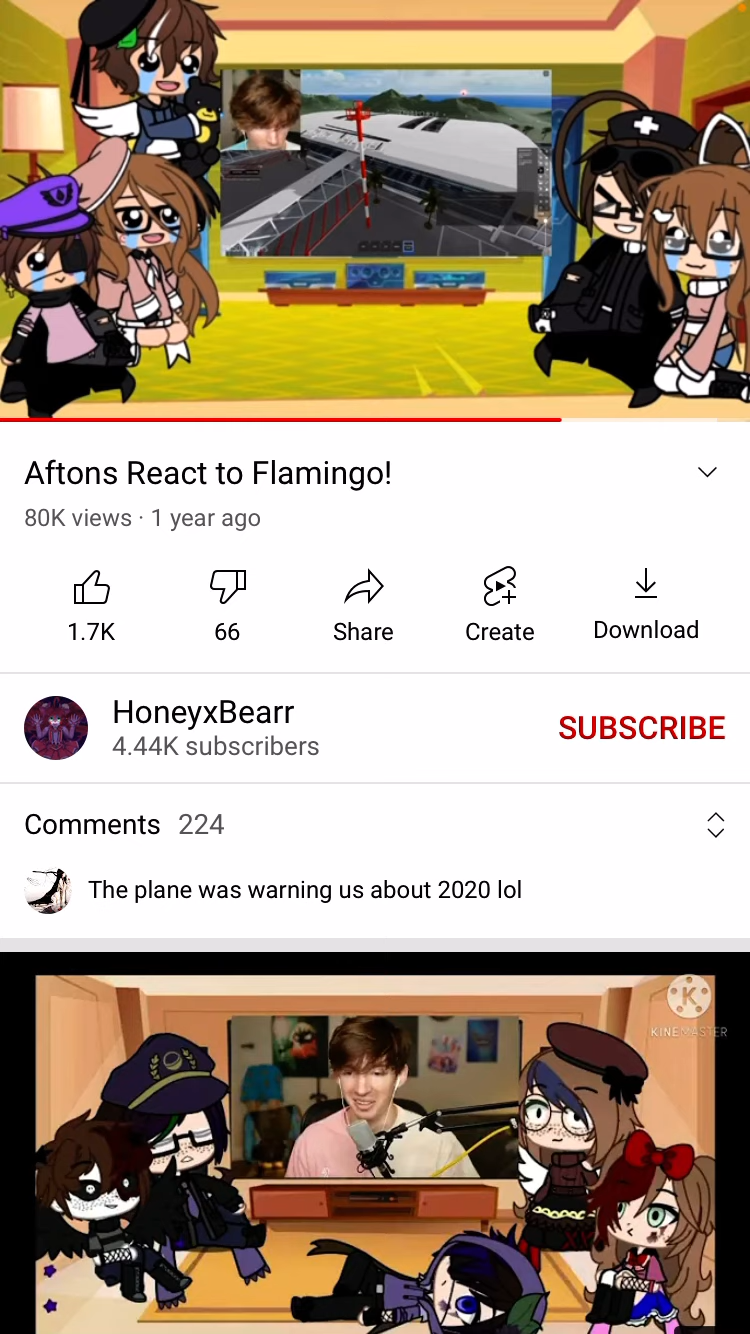 Aftons React to Flamingo!
80K views · 1 year ago
1.7K
66
Share
Create
Download
HoneyxBearr
4.44K subscribers
SUBSCRIBE
Comments 224
The plane was warning us about 2020 lol
K
KINEMASTER